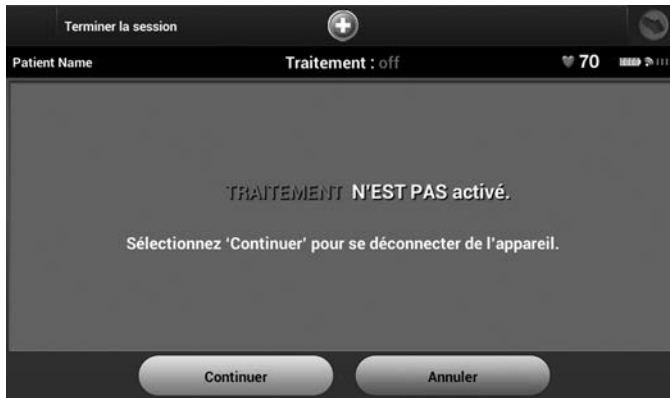 Terminer la session
Patient Name Traitement : off 70
TRAITEMENT N'EST PAS activé.
Sélectionnez ‘Continuer’ pour se déconnecter de l'appareil.
Continuer Annuler